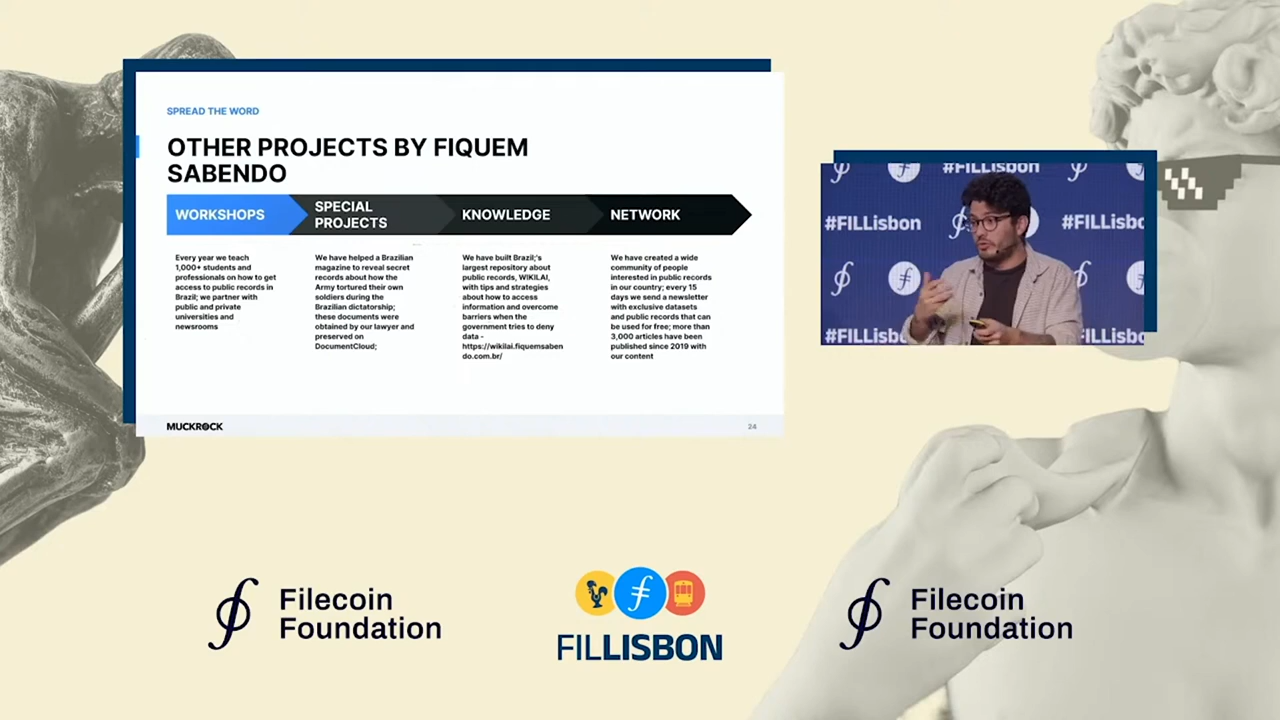 SPREAD THE WORD
OTHER PROJECTS BY FIQUEM
SABENDO
WORKSHOPS
Every year we teach
1,000+ students and
professionals on how to get
access to public records in
Brazil; we partner with
public and private
universities and
newsrooms
SPECIAL
PROJECTS
We have helped a Brazilian
magazine to reveal secret
records about how the
Army tortured their own
soldiers during the
Brazilian dictatorship;
these documents were
obtained by our lawyer and
preserved on
DocumentCloud;
KNOWLEDGE
We have built Brazil;'s
largest repository about
public records, WIKILAI,
with tips and strategies
about how to access
information and overcome
barriers when the
government tries to deny
data -
https://wikilai.fiquemsaben
do.com.br/
NETWORK
We have created a wide
community of people
interested in public records
in our country; every 15
days we send a newsletter
with exclusive datasets
and public records that can
be used for free; more than
3,000 articles have been
published since 2019 with
our content
MUCKROCK
24
#FILLisbon
#FILLisbon
#FILLisbo
#FILLisbo
FILLisbo
Filecoin
Foundation
FILLISBON
Filecoin
Foundation